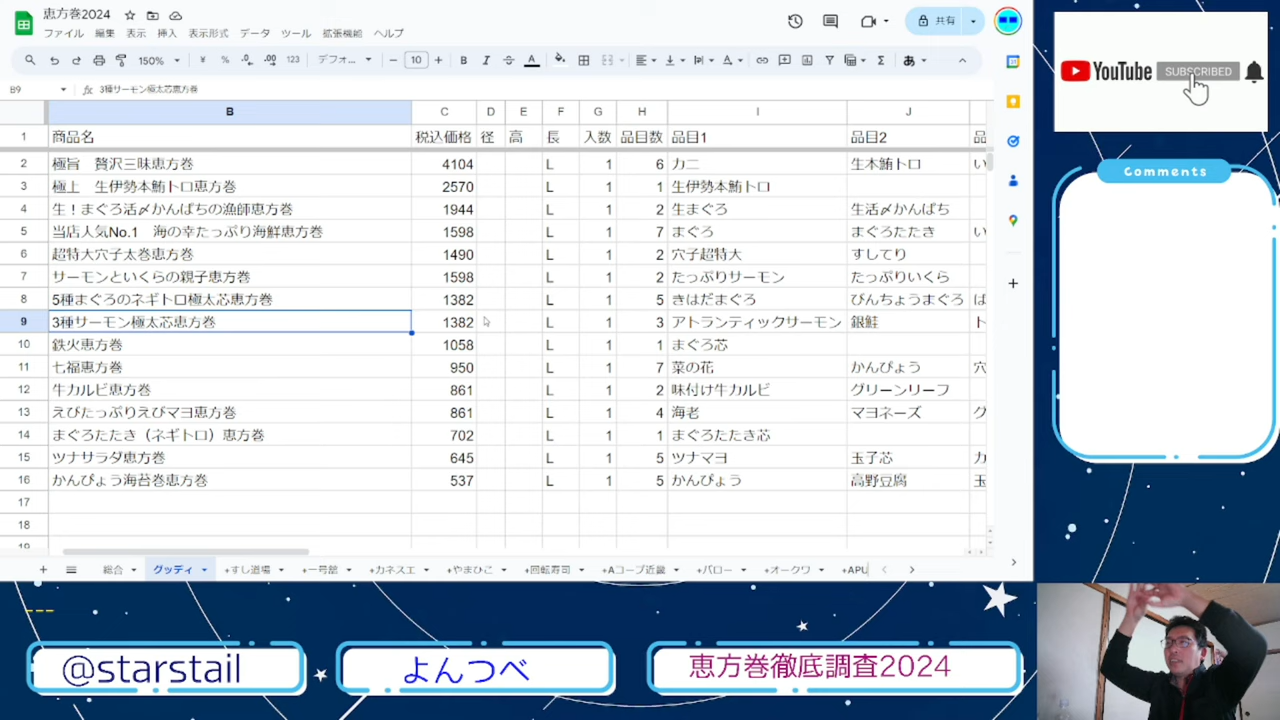 恵方巻2024
ファイル 編集 表示 挿入 表示形式 データ ツール 拡張機能 ヘルプ
共有
150% ¥ % .0 .00 123 デフォ... 10 B I A あ
B9 fx 3種サーモン極太芯恵方巻
B C D E F G H I J
1 商品名 税込価格 径 高 長 入数 品目数 品目1 品目2 品
2 極旨 贅沢三昧恵方巻 4104 L 1 6 カニ 生本鮪トロ い
3 極上 生伊勢本鮪トロ恵方巻 2570 L 1 1 生伊勢本鮪トロ
4 生!まぐろ活〆かんぱちの漁師恵方巻 1944 L 1 2 生まぐろ 生活〆かんぱち
5 当店人気No.1 海の幸たっぷり海鮮恵方巻 1598 L 1 7 まぐろ まぐろたたき い
6 超特大穴子太巻恵方巻 1490 L 1 2 穴子超特大 すしてり
7 サーモンといくらの親子恵方巻 1598 L 1 2 たっぷりサーモン たっぷりいくら
8 5種まぐろのネギトロ極太芯恵方巻 1382 L 1 5 きはだまぐろ びんちょうまぐろ ば
9 3種サーモン極太芯恵方巻 1382 L 1 3 アトランティックサーモン 銀鮭 ト
10 鉄火恵方巻 1058 L 1 1 まぐろ芯
11 七福恵方巻 950 L 1 7 菜の花 かんぴょう 穴
12 牛カルビ恵方巻 861 L 1 2 味付け牛カルビ グリーンリーフ
13 えびたっぷりえびマヨ恵方巻 861 L 1 4 海老 マヨネーズ グ
14 まぐろたたき（ネギトロ）恵方巻 702 L 1 1 まぐろたたき芯
15 ツナサラダ恵方巻 645 L 1 5 ツナマヨ 玉子芯 カ
16 かんぴょう海苔巻恵方巻 537 L 1 5 かんぴょう 高野豆腐 玉
17
18
19
総合 グッディ +すし道場 +一号舘 +カネスエ +やまひこ +回転寿司 +Aコープ近畿 +バロー +オークワ +APU
YouTube SUBSCRIBED
Comments
@starstail
よんつべ
恵方巻徹底調査2024